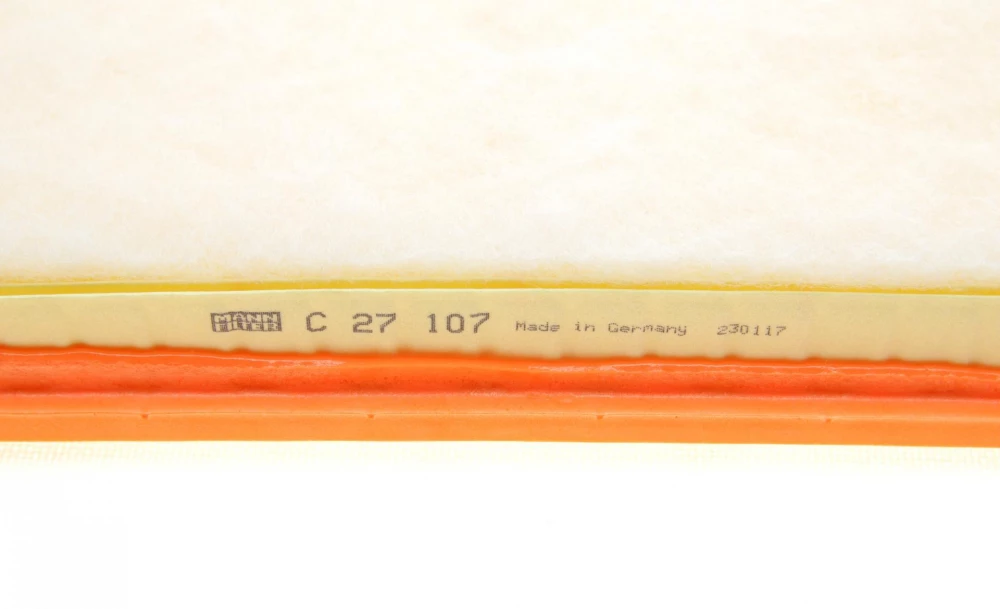 MANN FILTER C 27 107 Made in Germany 230117